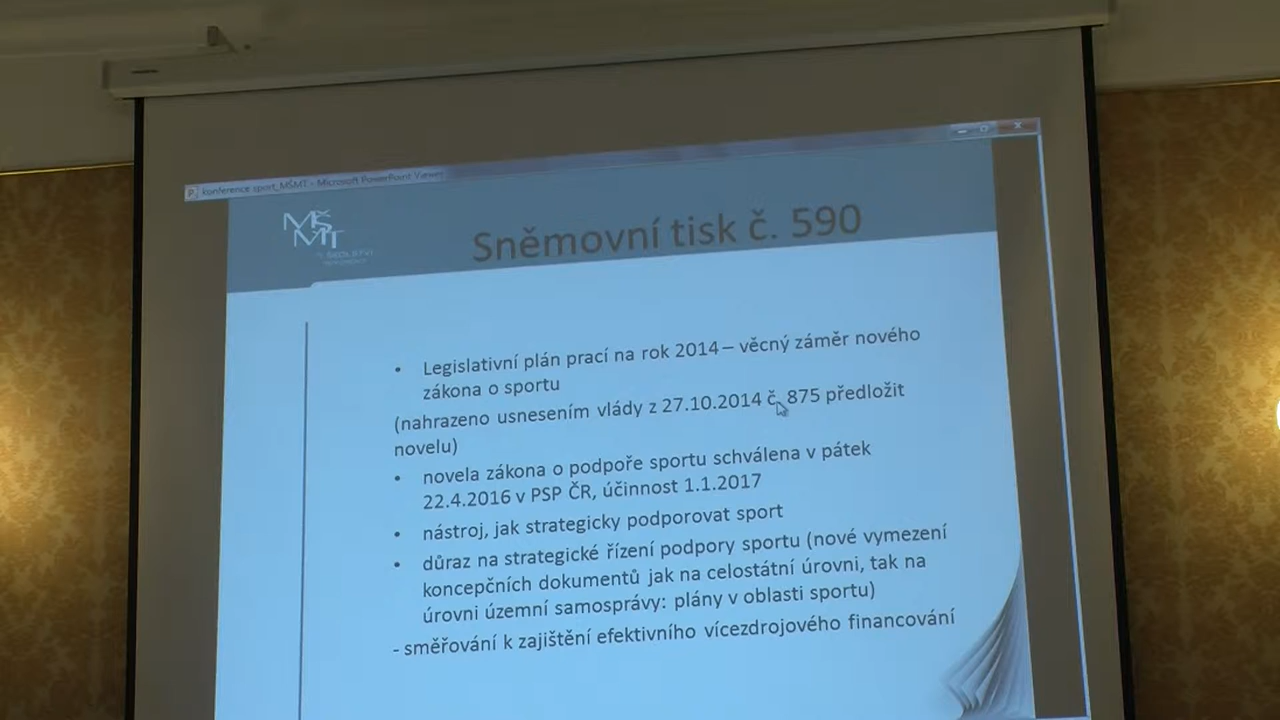 konference sport_MŠMT - Microsoft PowerPoint Viewer
MŠ
MT
Sněmovní tisk č. 590
• Legislativní plán prací na rok 2014 – věcný záměr nového
zákona o sportu
(nahrazeno usnesením vlády z 27.10.2014 č. 875 předložit
novelu)
• novela zákona o podpoře sportu schválena v pátek
22.4.2016 v PSP ČR, účinnost 1.1.2017
• nástroj, jak strategicky podporovat sport
• důraz na strategické řízení podpory sportu (nové vymezení
koncepčních dokumentů jak na celostátní úrovni, tak na
úrovni územní samosprávy: plány v oblasti sportu)
- směřování k zajištění efektivního vícezdrojového financování